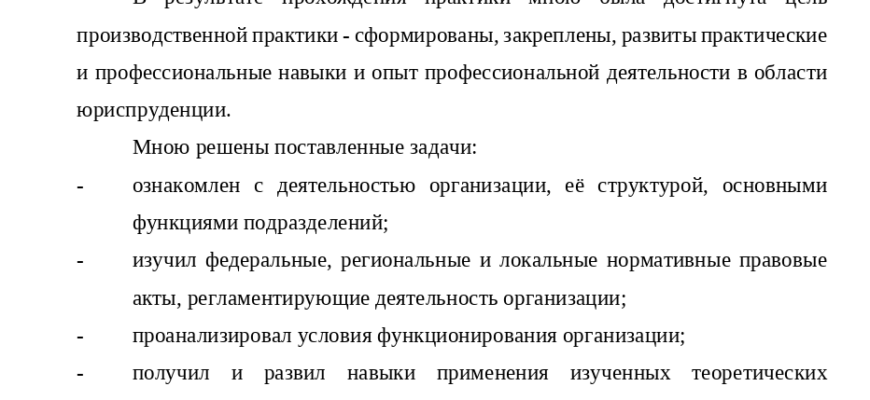 В результате прохождения практики мною была достигнута цель
производственной практики - сформированы, закреплены, развиты практические
и профессиональные навыки и опыт профессиональной деятельности в области
юриспруденции.
Мною решены поставленные задачи:
- ознакомлен с деятельностью организации, её структурой, основными
функциями подразделений;
- изучил федеральные, региональные и локальные нормативные правовые
акты, регламентирующие деятельность организации;
- проанализировал условия функционирования организации;
- получил и развил навыки применения изученных теоретических